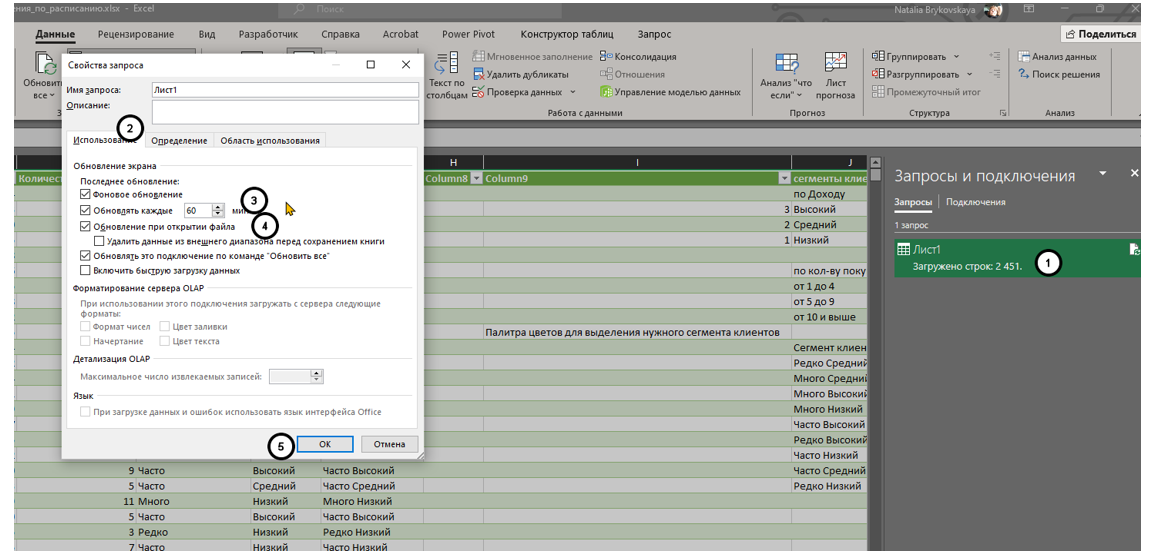 ения_по_расписанию.xlsx - Excel
Поиск
Natalia Brykovskaya
Данные Рецензирование Вид Разработчик Справка Acrobat Power Pivot Конструктор таблиц Запрос
Поделиться
Обновить
все
Текст по
столбцам
Мгновенное заполнение
Удалить дубликаты
Проверка данных
Консолидация
Отношения
Управление моделью данных
Работа с данными
Анализ "что
если"
Лист
прогноза
Прогноз
Группировать
Разгруппировать
Промежуточный итог
Структура
Анализ данных
Поиск решения
Анализ
Свойства запроса
Имя запроса: Лист1
Описание:
2
Использование Определение Область использования
Обновление экрана
Последнее обновление:
Фоновое обновление
3
Обновлять каждые 60 мин
4
Обновление при открытии файла
Удалить данные из внешнего диапазона перед сохранением книги
Обновлять это подключение по команде "Обновить все"
Включить быструю загрузку данных
Форматирование сервера OLAP
При использовании этого подключения загружать с сервера следующие
форматы:
Формат чисел Цвет заливки
Начертание Цвет текста
Детализация OLAP
Максимальное число извлекаемых записей:
Язык
При загрузке данных и ошибок использовать язык интерфейса Office
5
ОК Отмена
H I J
Количес Column8 Column9 сегменты клие
по Доходу
3 Высокий
2 Средний
1 Низкий
по кол-ву поку
от 1 до 4
от 5 до 9
от 10 и выше
Палитра цветов для выделения нужного сегмента клиентов
Сегмент клиен
Редко Средний
Много Средний
Много Высокий
Много Низкий
Часто Высокий
Редко Высокий
Часто Низкий
9 Часто Высокий Часто Высокий Часто Средний
5 Часто Средний Часто Средний Редко Низкий
11 Много Низкий Много Низкий
5 Часто Высокий Часто Высокий
3 Редко Низкий Редко Низкий
7 Часто Низкий Часто Низкий
Запросы и подключения
Запросы Подключения
1 запрос
Лист1
Загружено строк: 2 451.
1